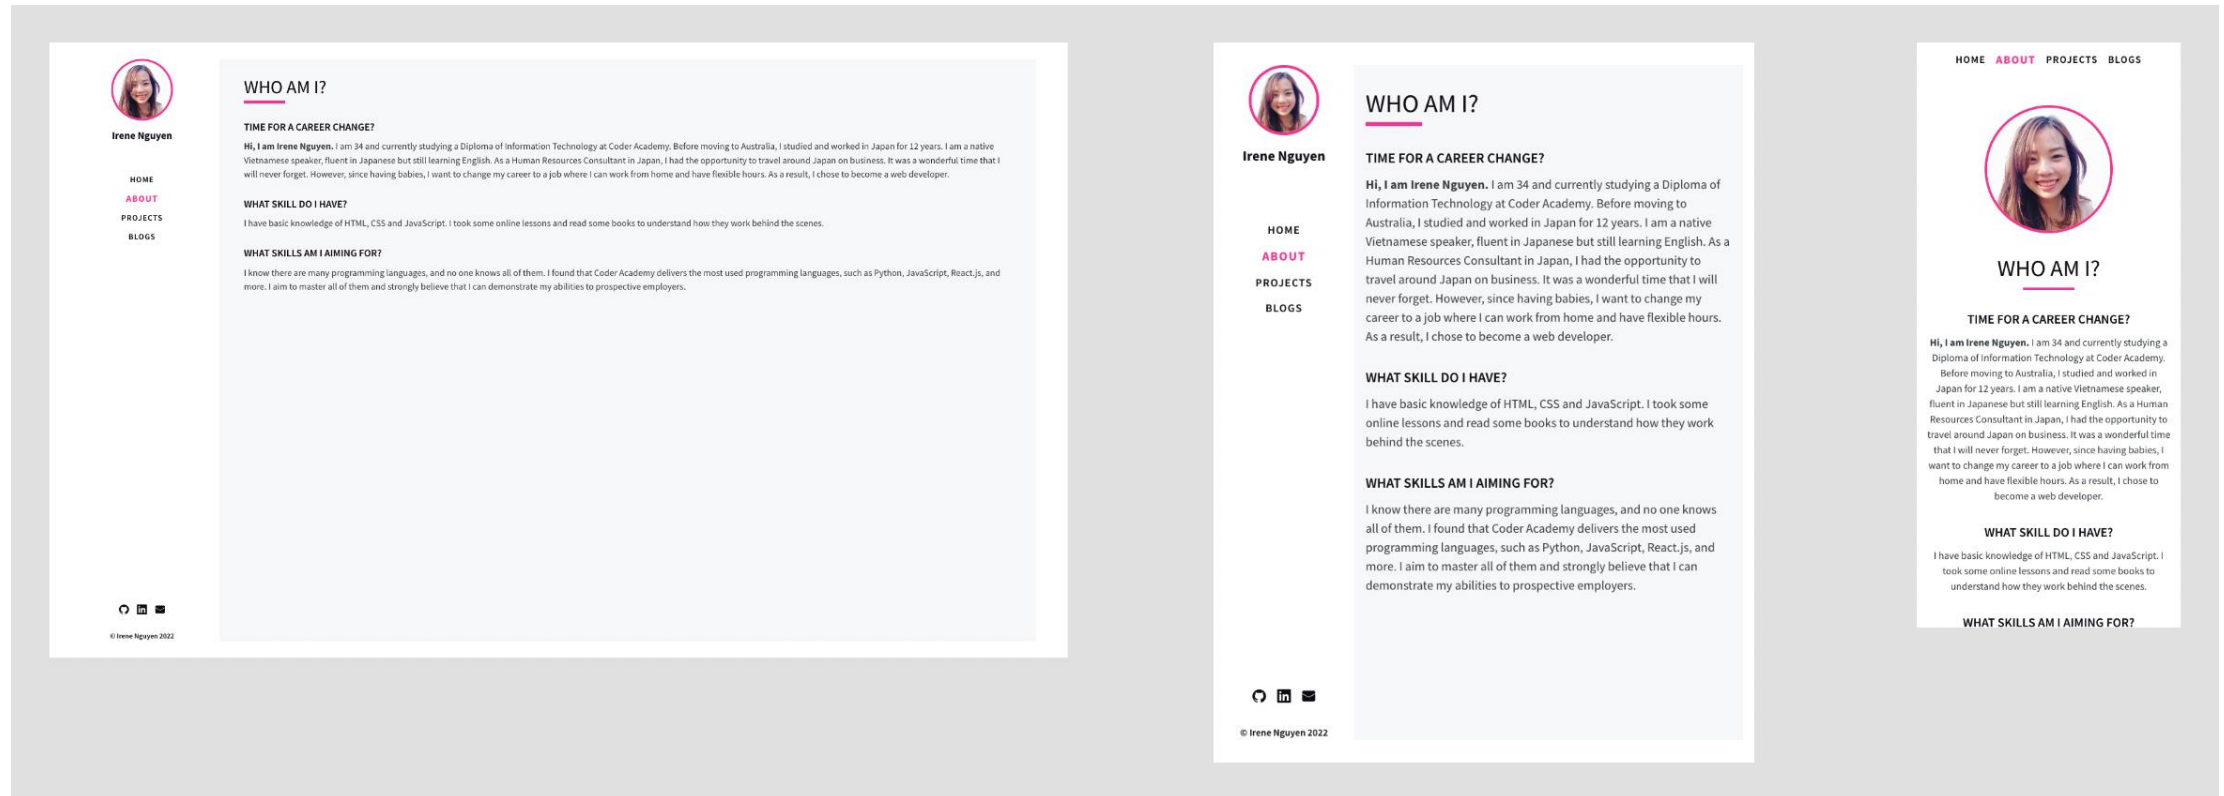 Irene Nguyen
HOME
ABOUT
PROJECTS
BLOGS
© Irene Nguyen 2022
WHO AM I?
TIME FOR A CAREER CHANGE?
Hi, I am Irene Nguyen. I am 34 and currently studying a Diploma of Information Technology at Coder Academy. Before moving to Australia, I studied and worked in Japan for 12 years. I am a native
Vietnamese speaker, fluent in Japanese but still learning English. As a Human Resources Consultant in Japan, I had the opportunity to travel around Japan on business. It was a wonderful time that I
will never forget. However, since having babies, I want to change my career to a job where I can work from home and have flexible hours. As a result, I chose to become a web developer.
WHAT SKILL DO I HAVE?
I have basic knowledge of HTML, CSS and JavaScript. I took some online lessons and read some books to understand how they work behind the scenes.
WHAT SKILLS AM I AIMING FOR?
I know there are many programming languages, and no one knows all of them. I found that Coder Academy delivers the most used programming languages, such as Python, JavaScript, React.js, and
more. I aim to master all of them and strongly believe that I can demonstrate my abilities to prospective employers.
Irene Nguyen
HOME
ABOUT
PROJECTS
BLOGS
in
© Irene Nguyen 2022
WHO AM I?
TIME FOR A CAREER CHANGE?
Hi, I am Irene Nguyen. I am 34 and currently studying a Diploma of
Information Technology at Coder Academy. Before moving to
Australia, I studied and worked in Japan for 12 years. I am a native
Vietnamese speaker, fluent in Japanese but still learning English. As a
Human Resources Consultant in Japan, I had the opportunity to
travel around Japan on business. It was a wonderful time that I will
never forget. However, since having babies, I want to change my
career to a job where I can work from home and have flexible hours.
As a result, I chose to become a web developer.
WHAT SKILL DO I HAVE?
I have basic knowledge of HTML, CSS and JavaScript. I took some
online lessons and read some books to understand how they work
behind the scenes.
WHAT SKILLS AM I AIMING FOR?
I know there are many programming languages, and no one knows
all of them. I found that Coder Academy delivers the most used
programming languages, such as Python, JavaScript, React.js, and
more. I aim to master all of them and strongly believe that I can
demonstrate my abilities to prospective employers.
HOME ABOUT PROJECTS BLOGS
WHO AM I?
TIME FOR A CAREER CHANGE?
Hi, I am Irene Nguyen. I am 34 and currently studying a
Diploma of Information Technology at Coder Academy.
Before moving to Australia, I studied and worked in
Japan for 12 years. I am a native Vietnamese speaker,
fluent in Japanese but still learning English. As a Human
Resources Consultant in Japan, I had the opportunity to
travel around Japan on business. It was a wonderful time
that I will never forget. However, since having babies, I
want to change my career to a job where I can work from
home and have flexible hours. As a result, I chose to
become a web developer.
WHAT SKILL DO I HAVE?
I have basic knowledge of HTML, CSS and JavaScript. I
took some online lessons and read some books to
understand how they work behind the scenes.
WHAT SKILLS AM I AIMING FOR?